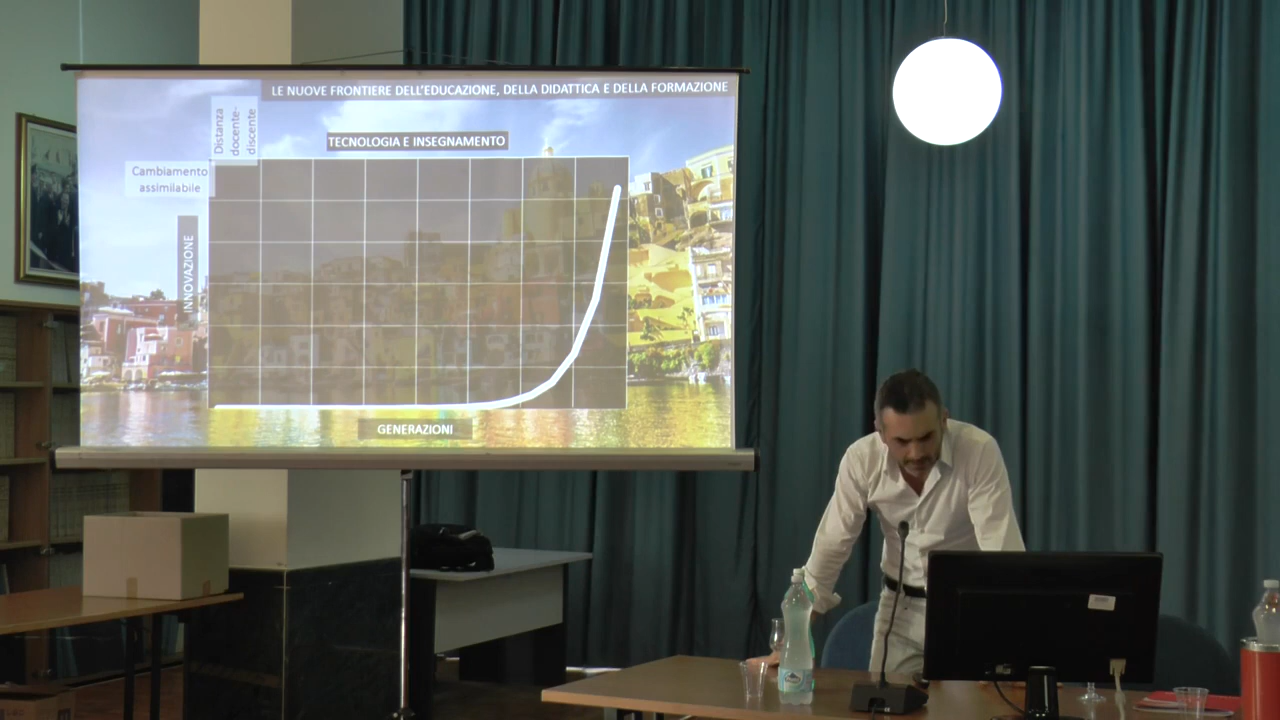 LE NUOVE FRONTIERE DELL'EDUCAZIONE, DELLA DIDATTICA E DELLA FORMAZIONE
Distanza
docente-
discente
TECNOLOGIA E INSEGNAMENTO
Cambiamento
assimilabile
INNOVAZIONE
GENERAZIONI